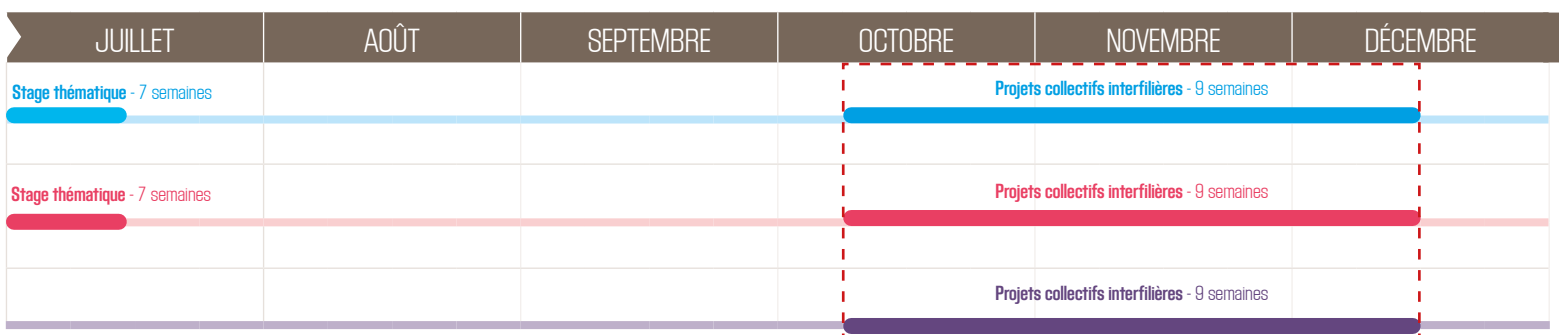 JUILLET AOÛT SEPTEMBRE OCTOBRE NOVEMBRE DÉCEMBRE
Stage thématique - 7 semaines
Projets collectifs interfilières - 9 semaines
Stage thématique - 7 semaines
Projets collectifs interfilières - 9 semaines
Projets collectifs interfilières - 9 semaines